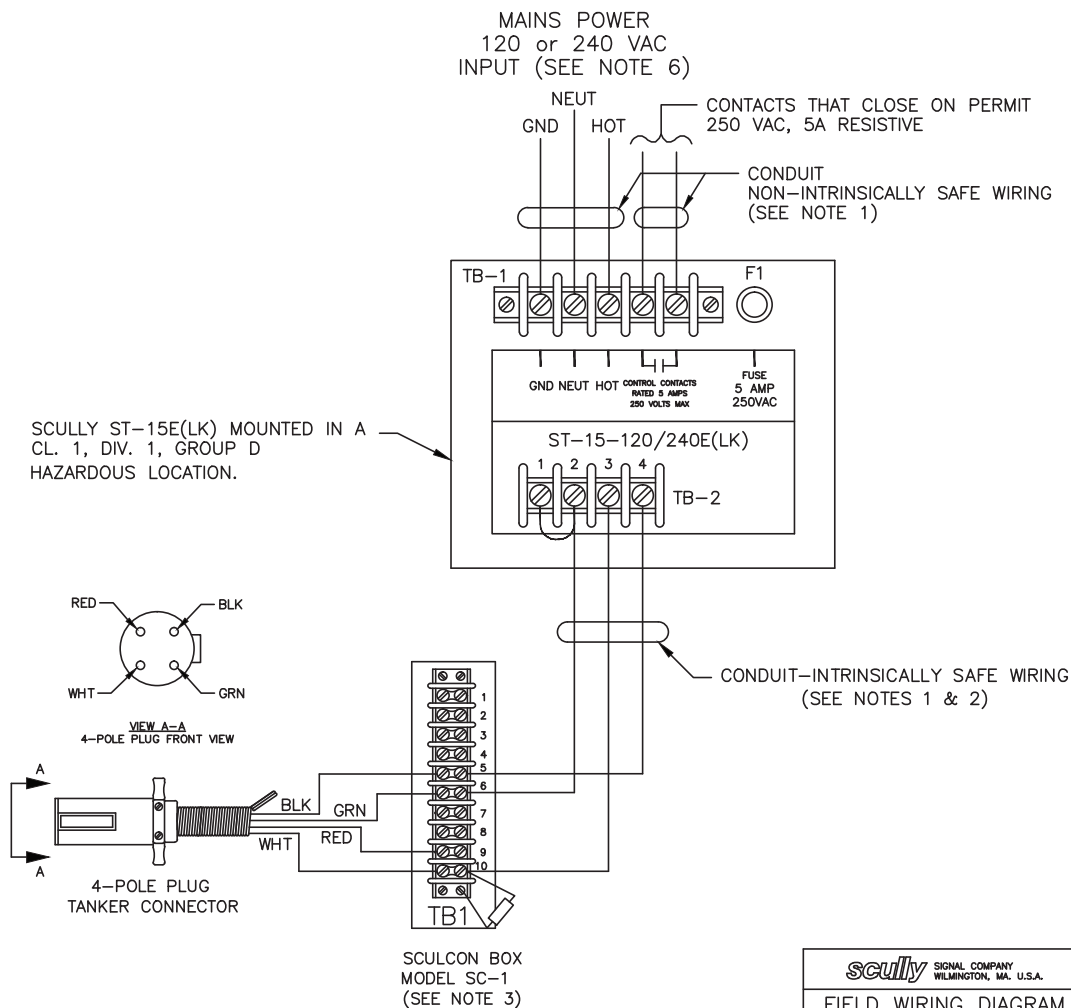 MAINS POWER
120 or 240 VAC
INPUT (SEE NOTE 6)
NEUT
GND
HOT
CONTACTS THAT CLOSE ON PERMIT
250 VAC, 5A RESISTIVE
CONDUIT
NON-INTRINSICALLY SAFE WIRING
(SEE NOTE 1)
TB-1
F1
GND NEUT HOT
CONTROL CONTACTS
RATED 5 AMPS
250 VOLTS MAX
FUSE
5 AMP
250VAC
SCULLY ST-15E(LK) MOUNTED IN A
CL. 1, DIV. 1, GROUP D
HAZARDOUS LOCATION.
ST-15-120/240E(LK)
1 2 3 4
TB-2
RED
BLK
WHT
GRN
VIEW A-A
4-POLE PLUG FRONT VIEW
CONDUIT-INTRINSICALLY SAFE WIRING
(SEE NOTES 1 & 2)
1
2
3
4
5
6
7
8
9
10
A
A
BLK
GRN
RED
WHT
4-POLE PLUG
TANKER CONNECTOR
TB1
SCULCON BOX
MODEL SC-1
(SEE NOTE 3)
scully SIGNAL COMPANY
WILMINGTON, MA. U.S.A.
FIELD WIRING DIAGRAM